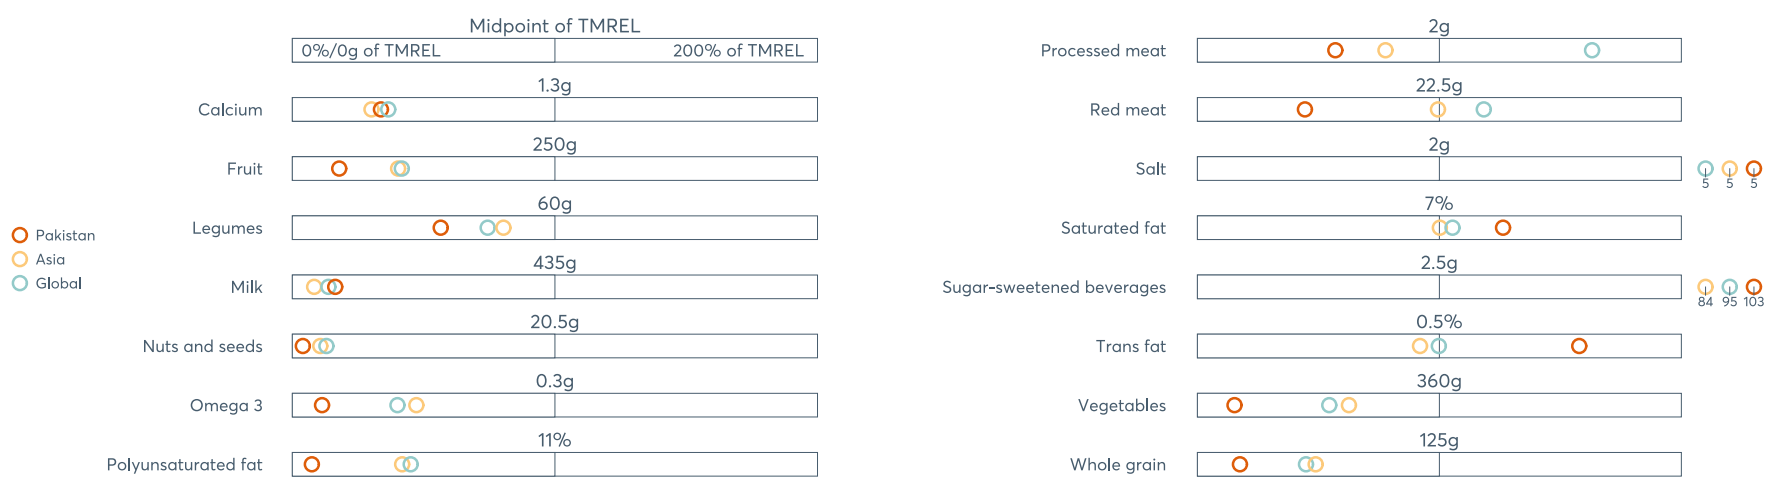 Midpoint of TMREL
0%/0g of TMREL 200% of TMREL
1.3g
Calcium
250g
Fruit
60g
Legumes
435g
Milk
20.5g
Nuts and seeds
0.3g
Omega 3
11%
Polyunsaturated fat
Pakistan
Asia
Global
2g
Processed meat
22.5g
Red meat
2g
Salt
5 5 5
7%
Saturated fat
2.5g
Sugar-sweetened beverages
84 95 103
0.5%
Trans fat
360g
Vegetables
125g
Whole grain